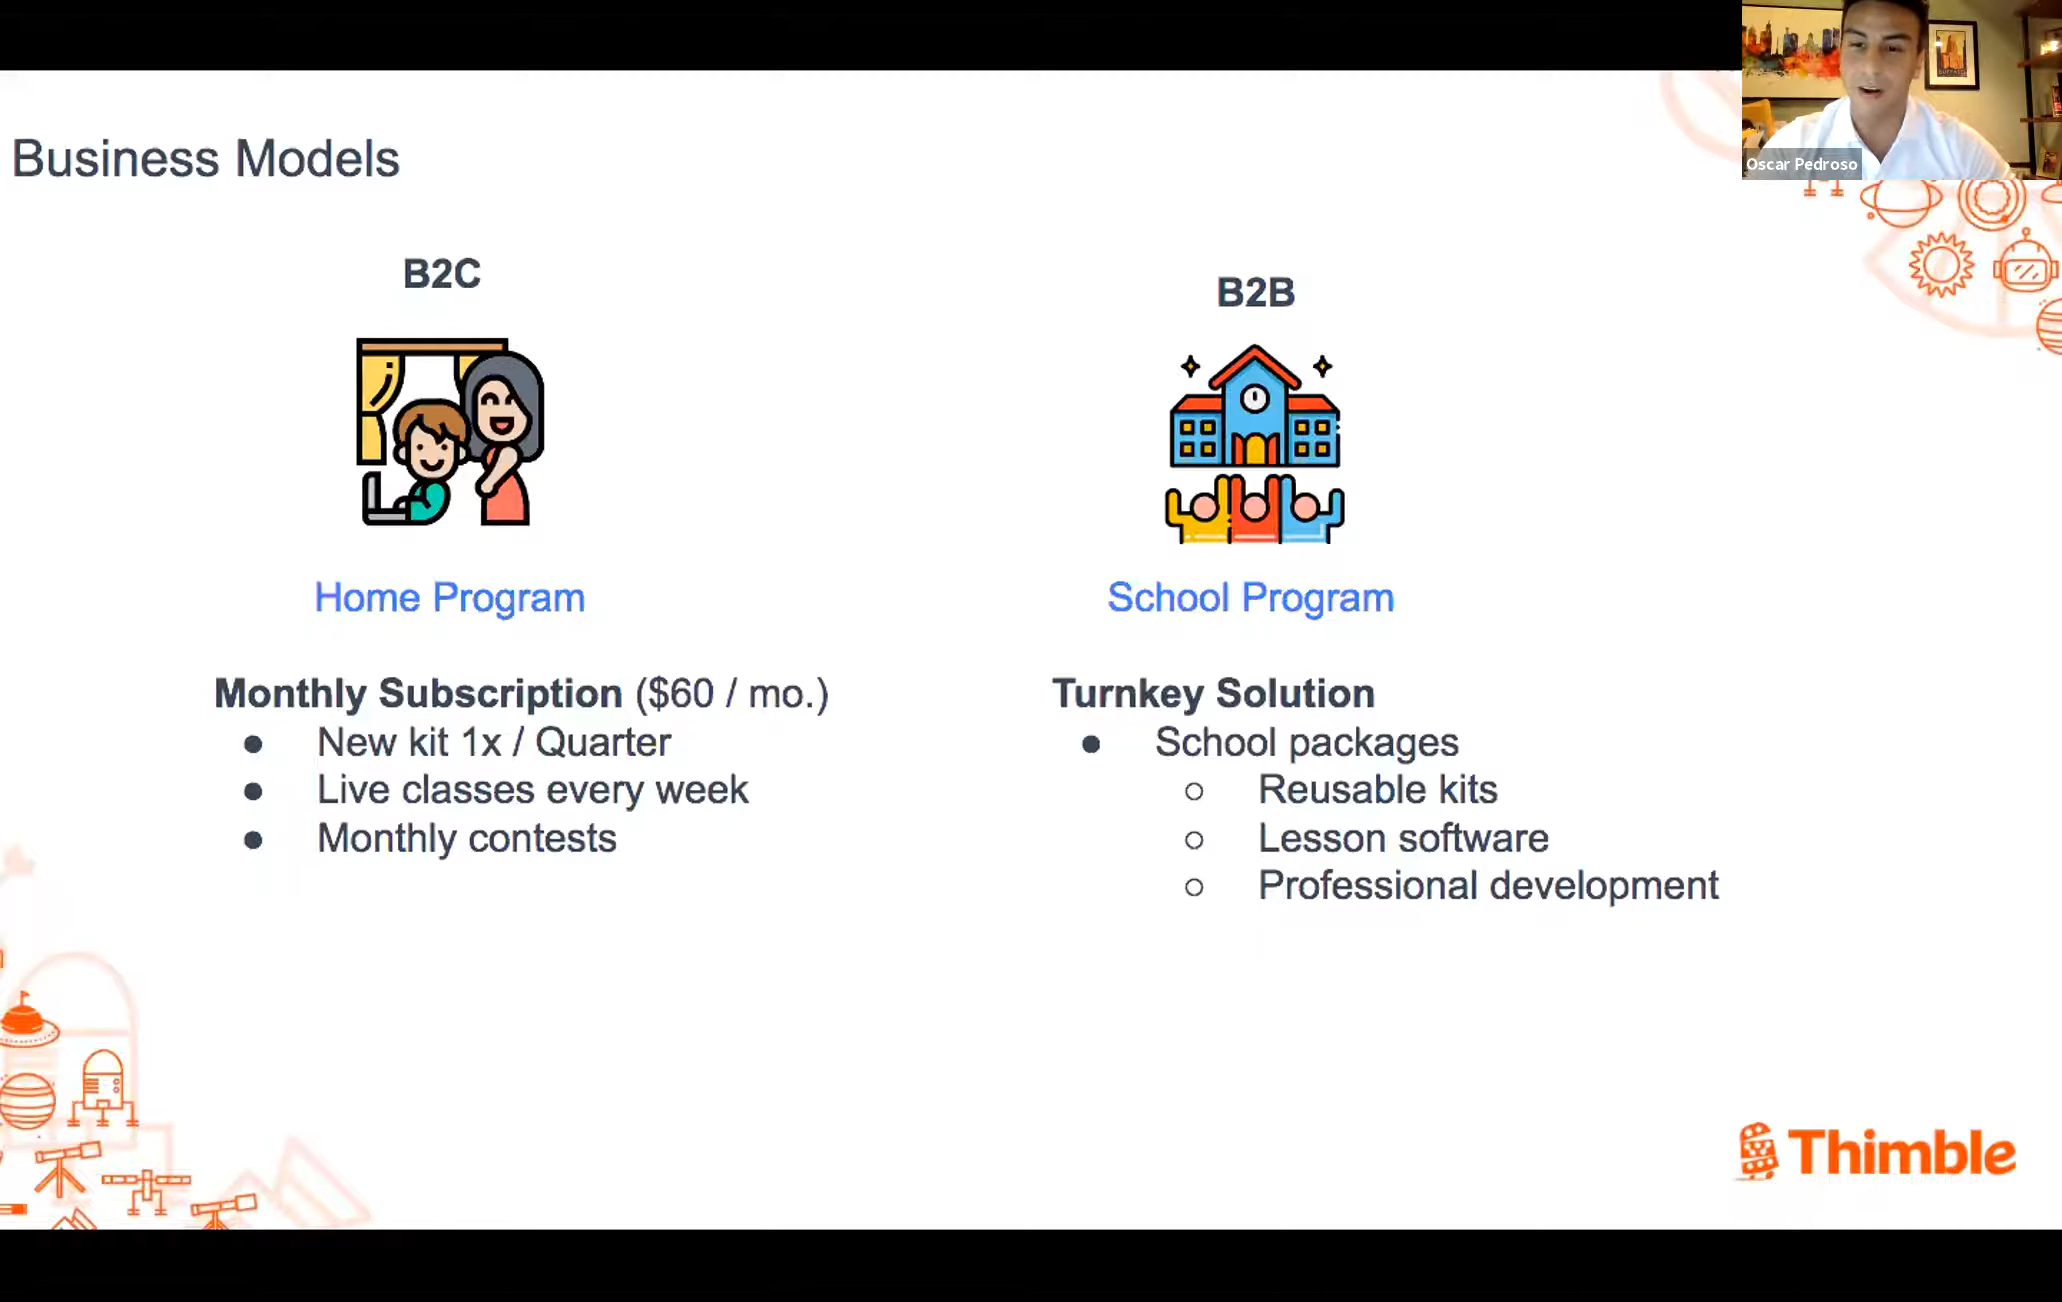 Business Models
Oscar Pedroso
BUFFALO
B2C
Home Program
Monthly Subscription ($60 / mo.)
● New kit 1x / Quarter
● Live classes every week
● Monthly contests
B2B
School Program
Turnkey Solution
● School packages
○ Reusable kits
○ Lesson software
○ Professional development
Thimble